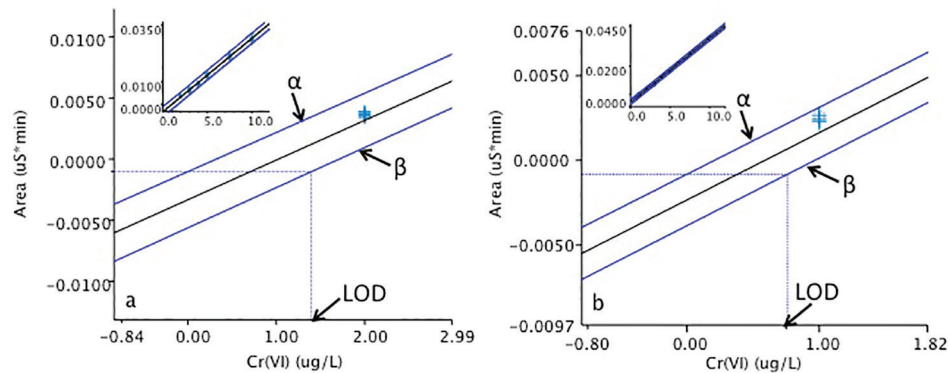 0.0100
0.0050
0.0000
−0.0050
−0.0100
Area (uS*min)
0.0350
0.0100
0.0000
0.0
5.0
10.0
α
β
a
LOD
-0.84
0.00
1.00
2.00
2.99
Cr(VI) (ug/L)
0.0076
0.0050
0.0000
−0.0050
−0.0097
Area (uS*min)
0.0450
0.0200
0.0000
0.0
5.0
10.0
α
β
b
LOD
-0.80
0.00
1.00
1.82
Cr(VI) (ug/L)